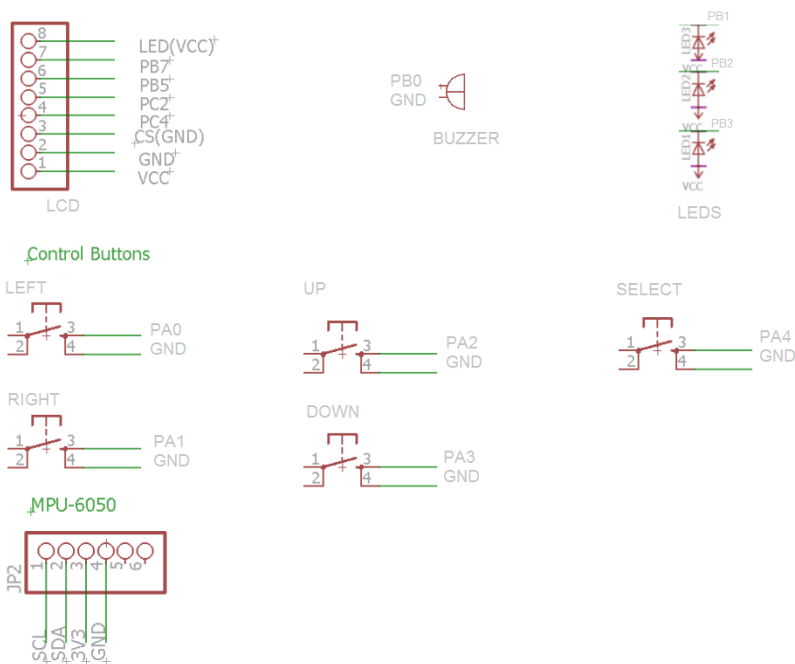 8
LED(VCC)
7
PB7
6
PB5
5
PC2
4
PC4
3
CS(GND)
2
GND
1
VCC
LCD
PB0
GND
BUZZER
PB1
LED3
VCC
PB2
LED2
VCC
PB3
LED1
VCC
LEDS
Control Buttons
LEFT
1 3 PA0
2 4 GND
UP
1 3 PA2
2 4 GND
SELECT
1 3 PA4
2 4 GND
RIGHT
1 3 PA1
2 4 GND
DOWN
1 3 PA3
2 4 GND
MPU-6050
JP2
1 2 3 4 5 6
SCL
SDA
3V3
GND